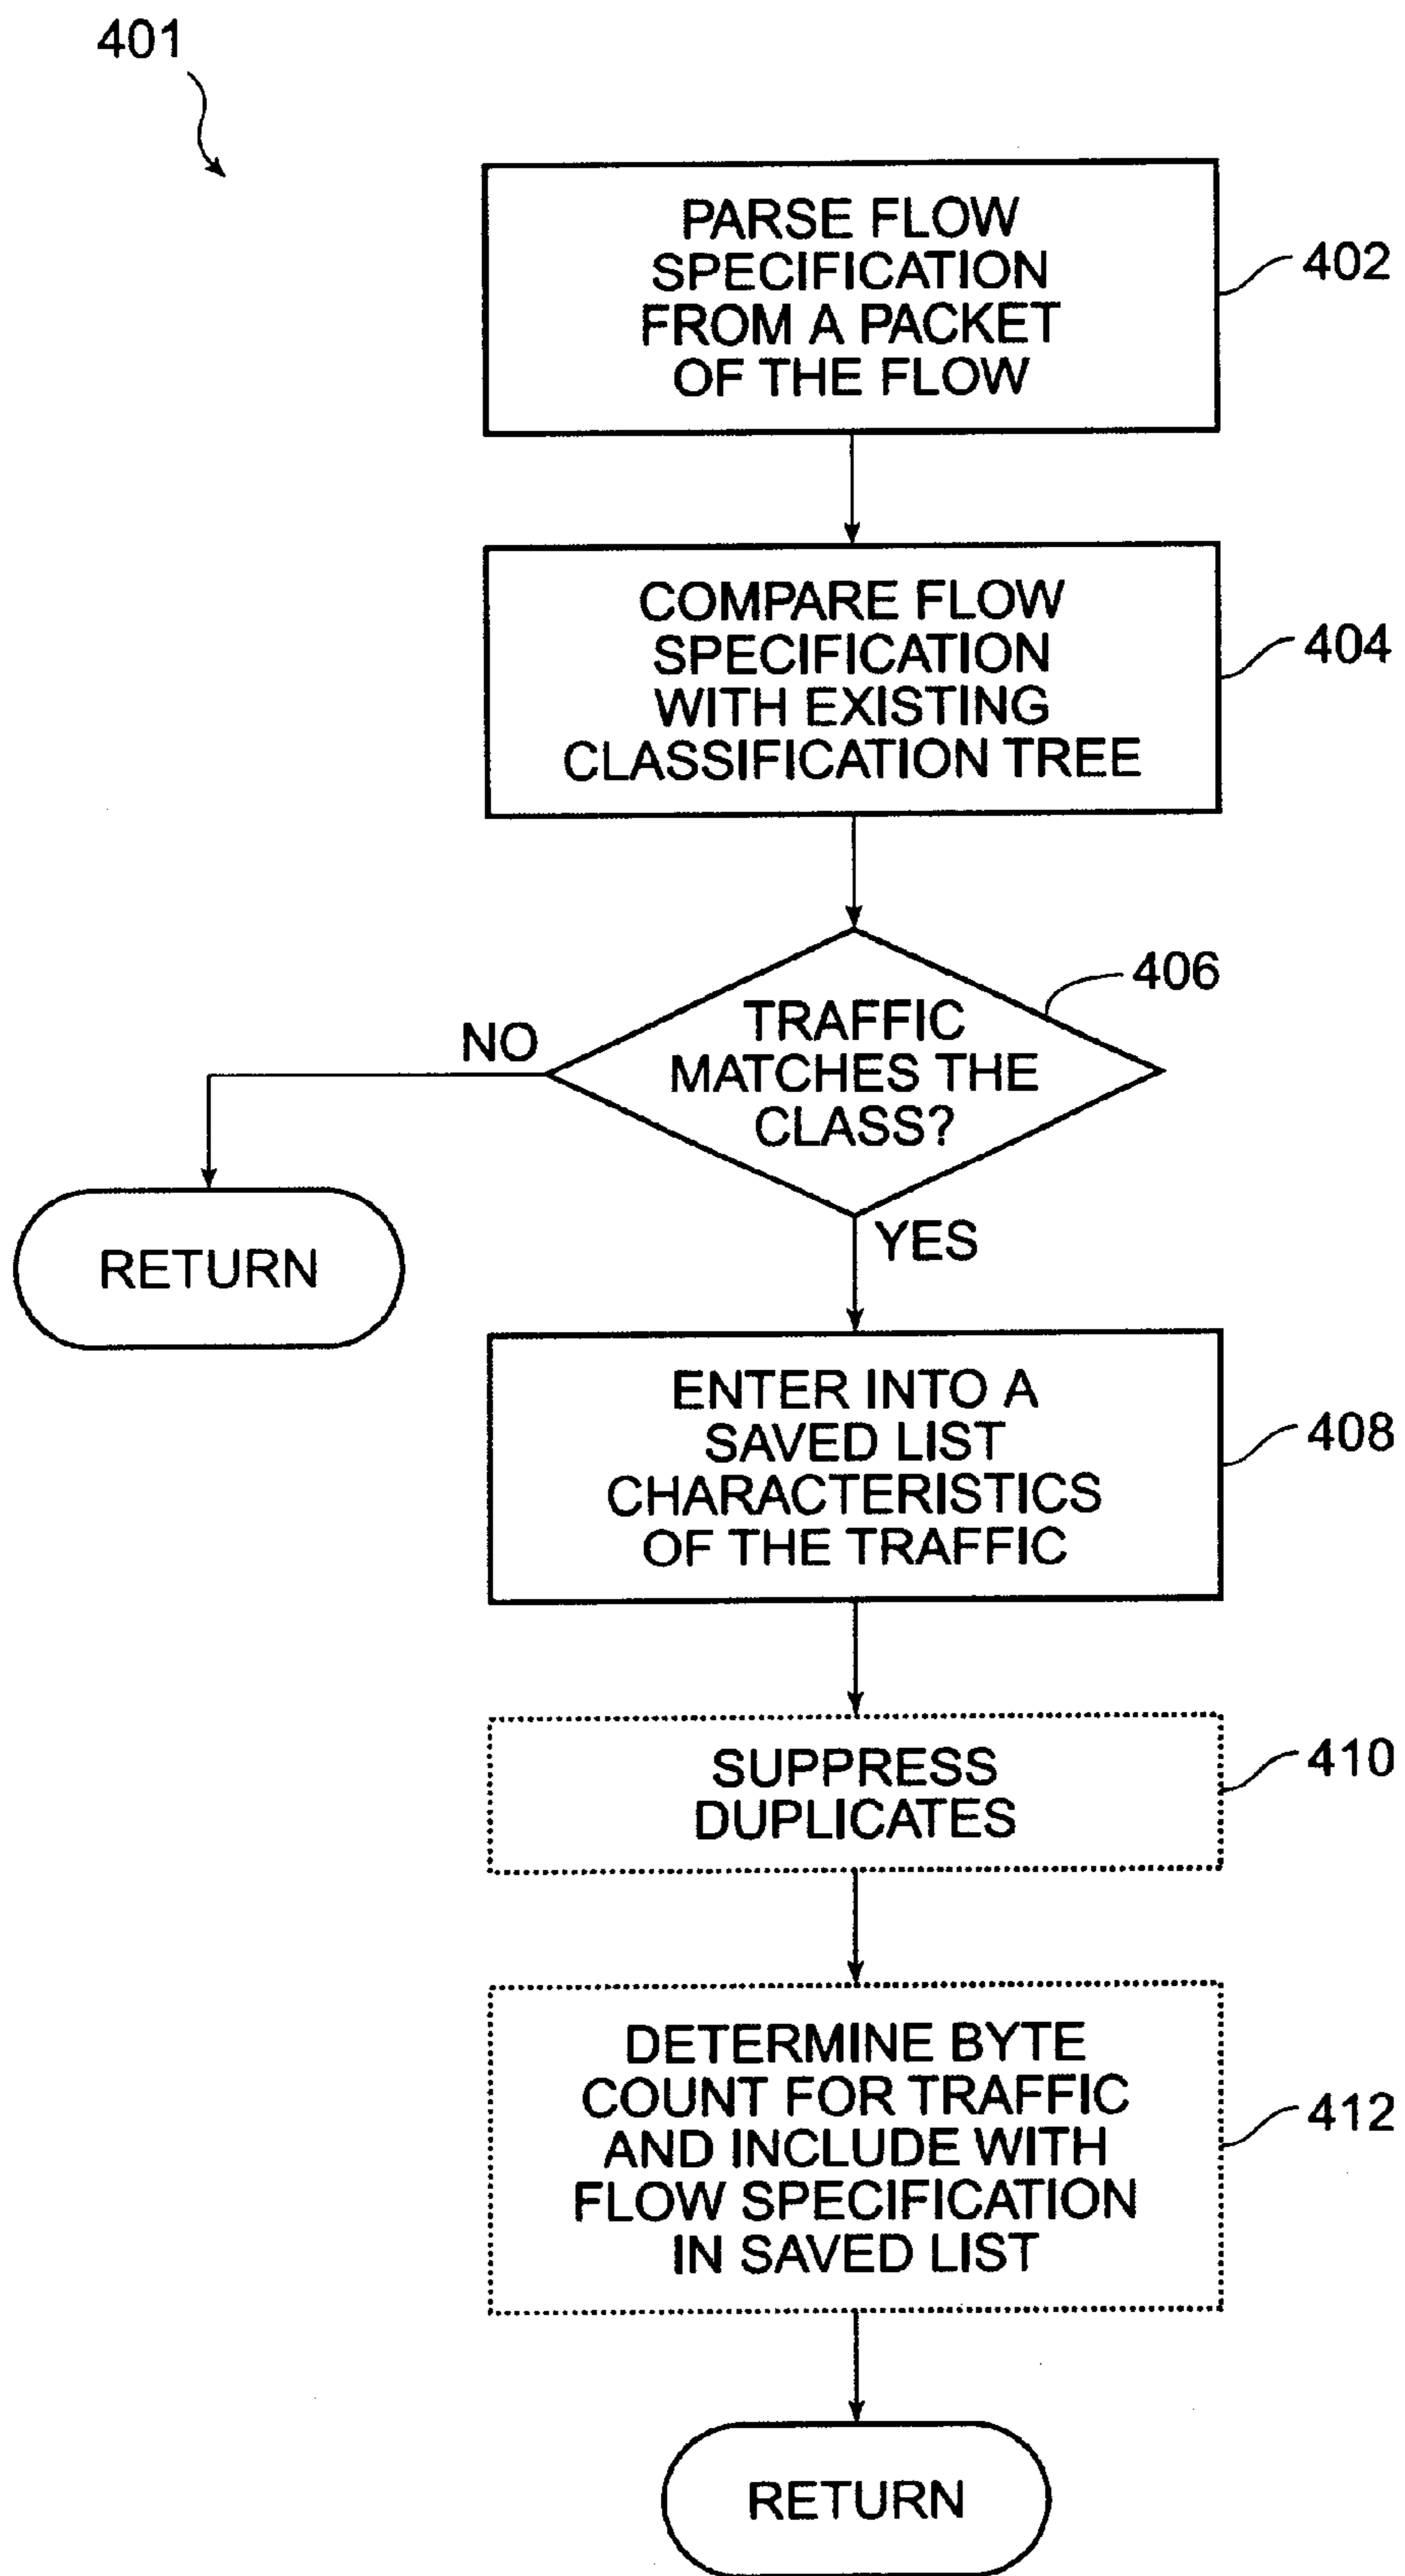 401
PARSE FLOW
SPECIFICATION
FROM A PACKET
OF THE FLOW
402
COMPARE FLOW
SPECIFICATION
WITH EXISTING
CLASSIFICATION TREE
404
TRAFFIC
MATCHES THE
CLASS?
406
NO
YES
RETURN
ENTER INTO A
SAVED LIST
CHARACTERISTICS
OF THE TRAFFIC
408
SUPPRESS
DUPLICATES
410
DETERMINE BYTE
COUNT FOR TRAFFIC
AND INCLUDE WITH
FLOW SPECIFICATION
IN SAVED LIST
412
RETURN